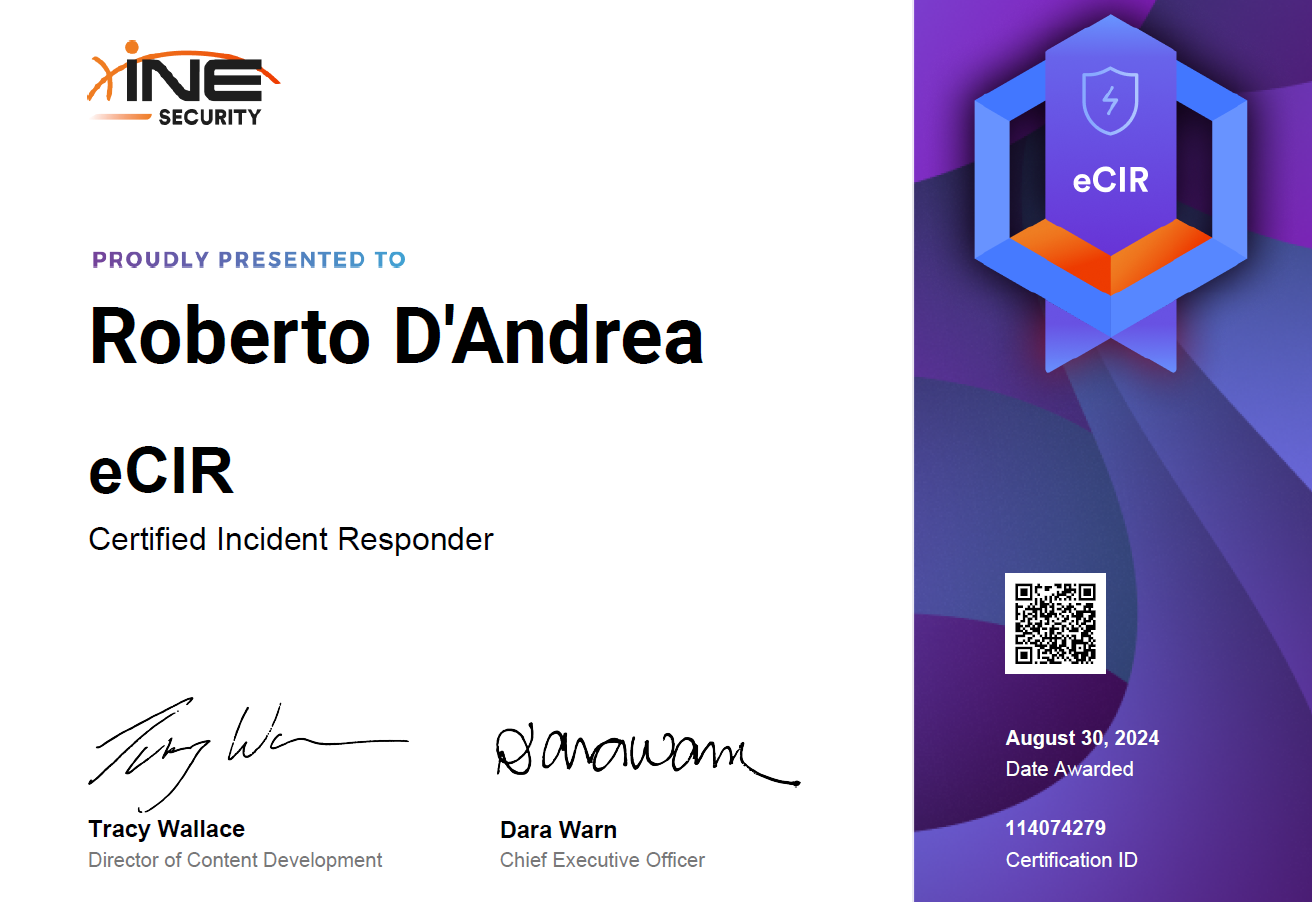 INE
SECURITY
PROUDLY PRESENTED TO
Roberto D'Andrea
eCIR
Certified Incident Responder
Tracy Wallace
Director of Content Development
Dara Warn
Chief Executive Officer
eCIR
August 30, 2024
Date Awarded
114074279
Certification ID